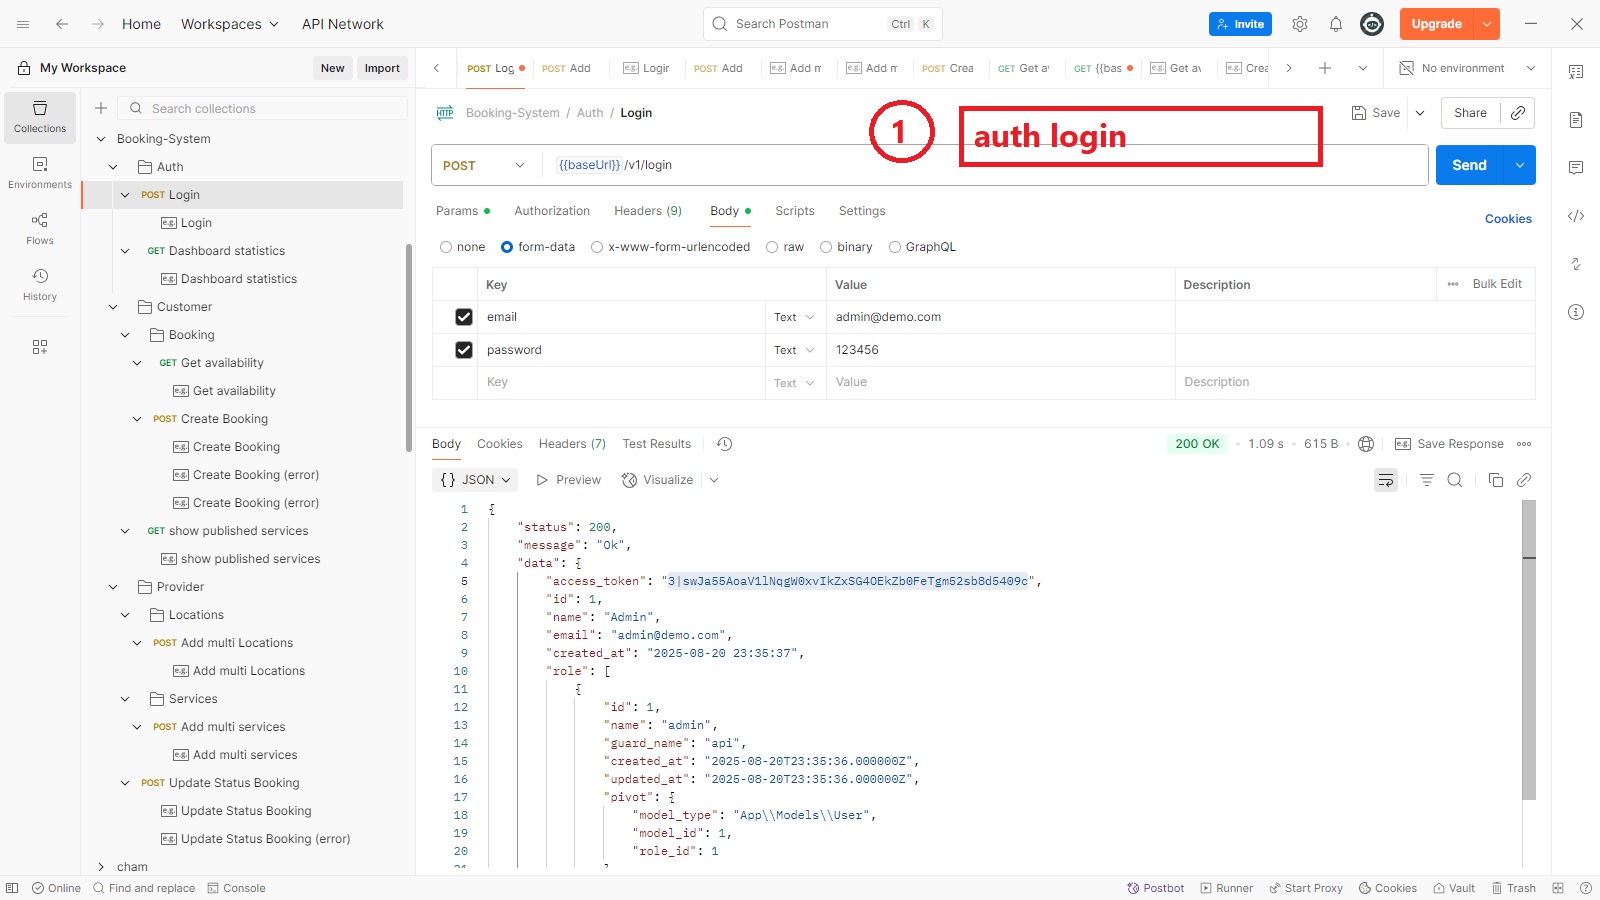 Home
Workspaces
API Network
Search Postman
Ctrl
K
Invite
Upgrade
My Workspace
New
Import
POST Log
POST Add
e.g. Logir
POST Add
e.g. Add m
e.g. Add m
POST Crea
GET Get a
GET {{bas
e.g. Get av
e.g. Crea
No environment
Collections
Environments
Flows
History
Search collections
Booking-System
Auth
POST Login
e.g. Login
GET Dashboard statistics
e.g. Dashboard statistics
Customer
Booking
GET Get availability
e.g. Get availability
POST Create Booking
e.g. Create Booking
e.g. Create Booking (error)
e.g. Create Booking (error)
GET show published services
e.g. show published services
Provider
Locations
POST Add multi Locations
e.g. Add multi Locations
Services
POST Add multi services
e.g. Add multi services
POST Update Status Booking
e.g. Update Status Booking
e.g. Update Status Booking (error)
cham
HTTP Booking-System / Auth / Login
1
auth login
Save
Share
POST
{{baseUrl}} /v1/login
Send
Params
Authorization
Headers (9)
Body
Scripts
Settings
Cookies
none
form-data
x-www-form-urlencoded
raw
binary
GraphQL
Key Value Description Bulk Edit
email Text admin@demo.com
password Text 123456
Key Text Value Description
Body
Cookies
Headers (7)
Test Results
200 OK
1.09 s
615 B
e.g. Save Response
{} JSON
Preview
Visualize
1 {
2 "status": 200,
3 "message": "Ok",
4 "data": {
5 "access_token": "3|swJa55AoaV1lNqgW0xvIkZxSG4OEkZb0FeTgm52sb8d5409c",
6 "id": 1,
7 "name": "Admin",
8 "email": "admin@demo.com",
9 "created_at": "2025-08-20 23:35:37",
10 "role": [
11 {
12 "id": 1,
13 "name": "admin",
14 "guard_name": "api",
15 "created_at": "2025-08-20T23:35:36.000000Z",
16 "updated_at": "2025-08-20T23:35:36.000000Z",
17 "pivot": {
18 "model_type": "App\\Models\\User",
19 "model_id": 1,
20 "role_id": 1
Online
Find and replace
Console
Postbot
Runner
Start Proxy
Cookies
Vault
Trash